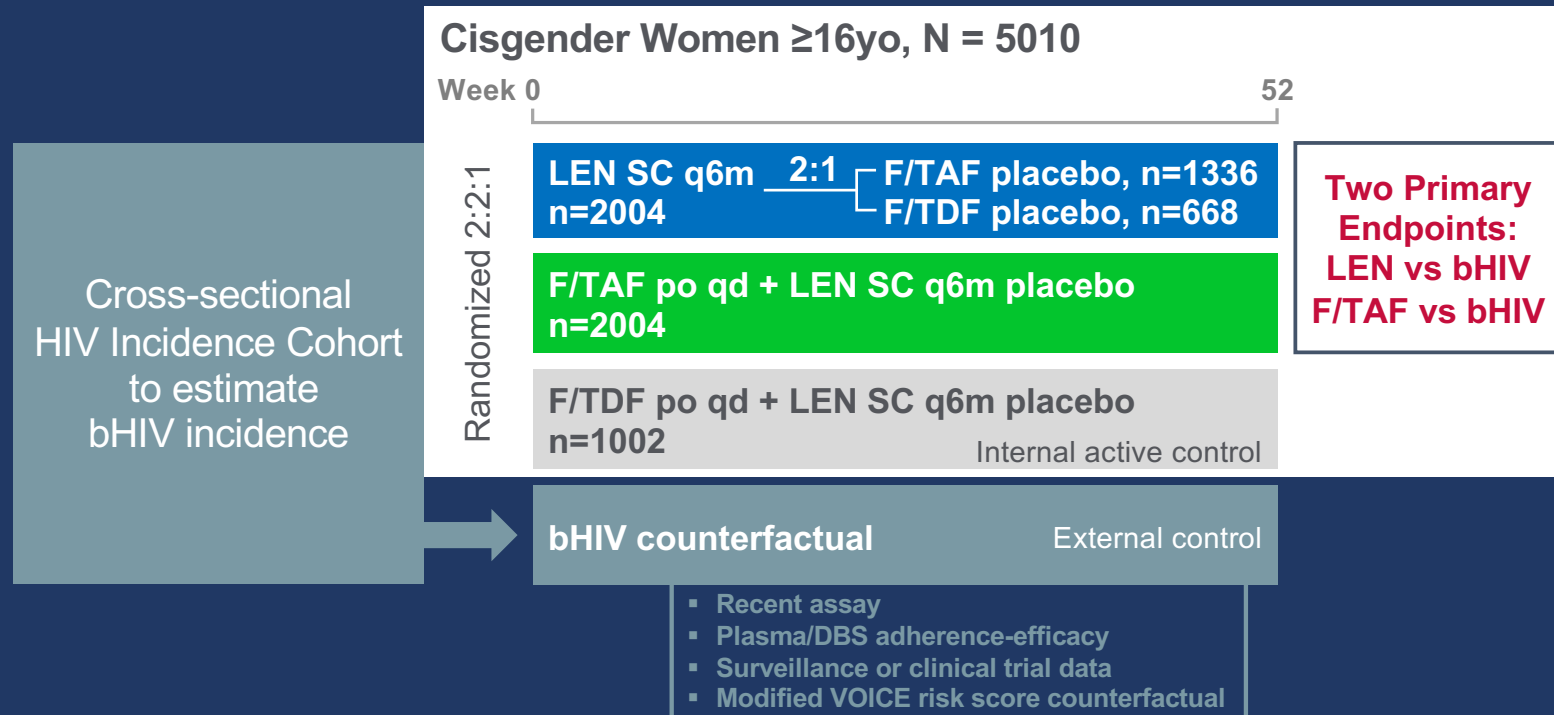 Cisgender Women ≥16yo, N = 5010
Week 0
52
Cross-sectional
HIV Incidence Cohort
to estimate
bHIV incidence
Randomized 2:2:1
LEN SC q6m 2:1 F/TAF placebo, n=1336
n=2004 F/TDF placebo, n=668
F/TAF po qd + LEN SC q6m placebo
n=2004
F/TDF po qd + LEN SC q6m placebo
n=1002 Internal active control
Two Primary
Endpoints:
LEN vs bHIV
F/TAF vs bHIV
bHIV counterfactual External control
▪ Recent assay
▪ Plasma/DBS adherence-efficacy
▪ Surveillance or clinical trial data
▪ Modified VOICE risk score counterfactual